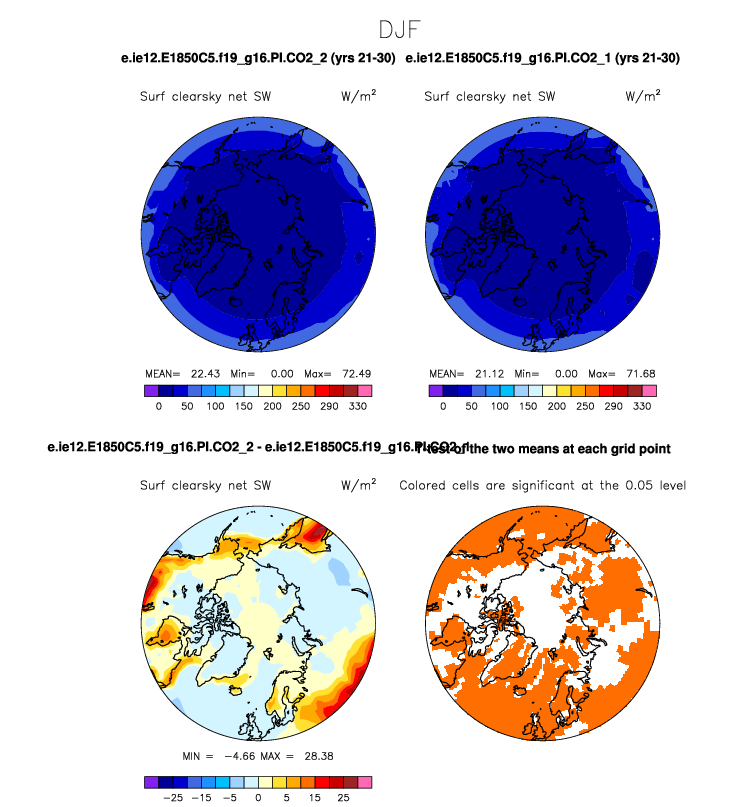 DJF
e.ie12.E1850C5.f19_g16.PI.CO2_2 (yrs 21-30) e.ie12.E1850C5.f19_g16.PI.CO2_1 (yrs 21-30)
Surf clearsky net SW W/m² Surf clearsky net SW W/m²
MEAN= 22.43 Min= 0.00 Max= 72.49 MEAN= 21.12 Min= 0.00 Max= 71.68
0 50 100 150 200 250 290 330 0 50 100 150 200 250 290 330
e.ie12.E1850C5.f19_g16.PI.CO2_2 - e.ie12.E1850C5.f19_g16.PI.CO2_1 T-test of the two means at each grid point
Surf clearsky net SW W/m² Colored cells are significant at the 0.05 level
MIN = -4.66 MAX = 28.38
-25 -15 -5 0 5 15 25